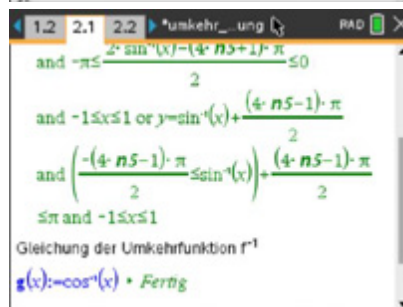 1.2 2.1 2.2 *umkehr_...ung RAD
and -π≤ 2·sin⁻¹(x)-(4·n5+1)·π / 2 ≤0
and -1≤x≤1 or y=sin⁻¹(x)+ (4·n5-1)·π / 2
and ( -(4·n5-1)·π / 2 ≤sin⁻¹(x))+ (4·n5-1)·π / 2
≤π and -1≤x≤1
Gleichung der Umkehrfunktion f⁻¹
g(x):=cos⁻¹(x) • Fertig